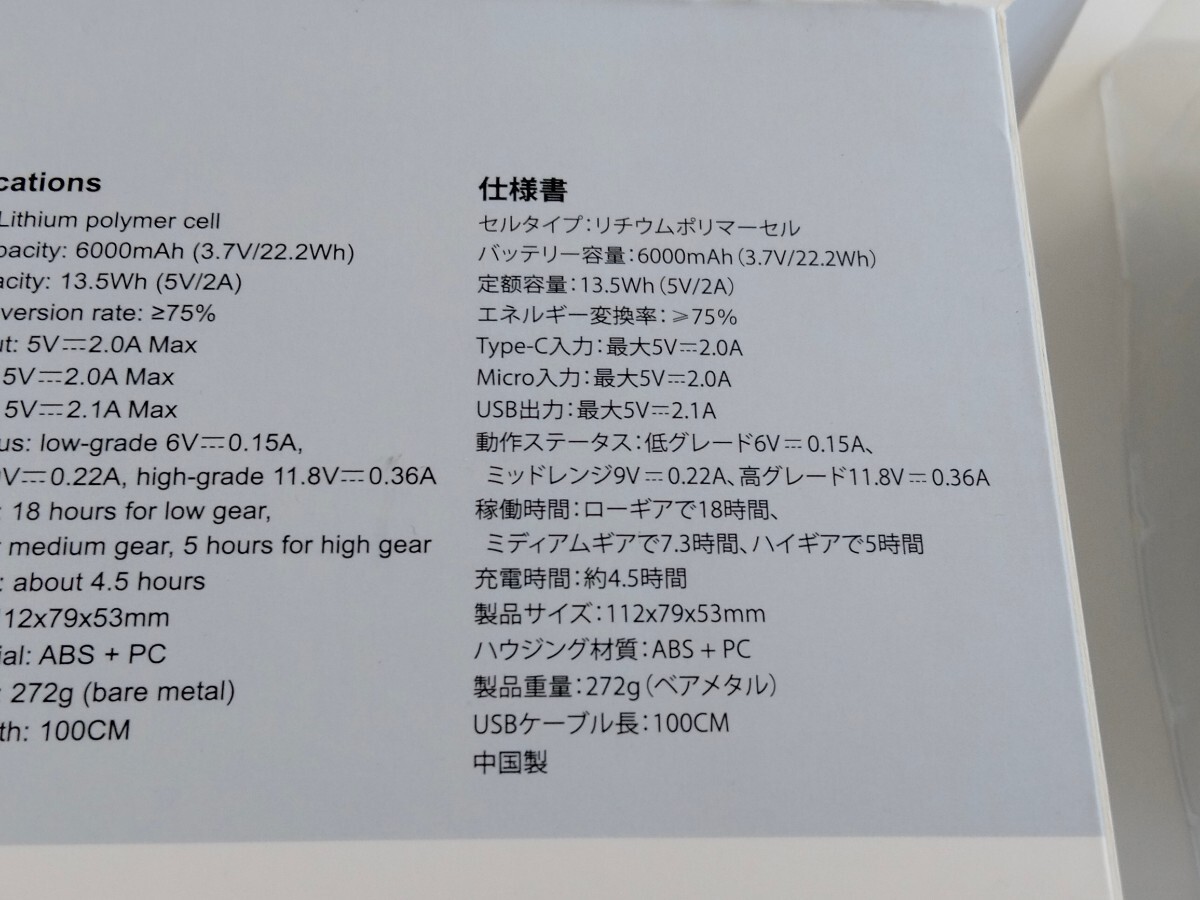 cations
Lithium polymer cell
pacity: 6000mAh (3.7V/22.2Wh)
acity: 13.5Wh (5V/2A)
version rate: ≥75%
ut: 5V⎓2.0A Max
5V⎓2.0A Max
5V⎓2.1A Max
us: low-grade 6V⎓0.15A,
V⎓0.22A, high-grade 11.8V⎓0.36A
: 18 hours for low gear,
medium gear, 5 hours for high gear
: about 4.5 hours
112x79x53mm
ial: ABS + PC
: 272g (bare metal)
th: 100CM
仕様書
セルタイプ:リチウムポリマーセル
バッテリー容量:6000mAh(3.7V/22.2Wh)
定额容量:13.5Wh(5V/2A)
エネルギー変換率:≥75%
Type-C入力:最大5V⎓2.0A
Micro入力:最大5V⎓2.0A
USB出力:最大5V⎓2.1A
動作ステータス:低グレード6V⎓0.15A、
ミッドレンジ9V⎓0.22A、高グレード11.8V⎓0.36A
稼働時間:ローギアで18時間、
ミディアムギアで7.3時間、ハイギアで5時間
充電時間:約4.5時間
製品サイズ:112x79x53mm
ハウジング材質:ABS + PC
製品重量:272g(ベアメタル)
USBケーブル長:100CM
中国製